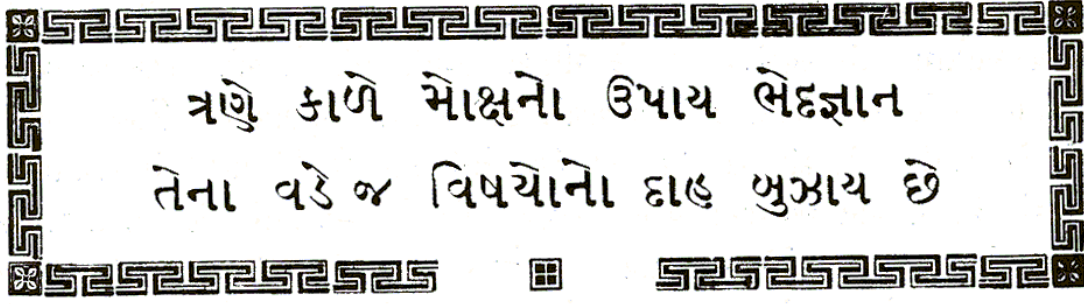 ત્રણે કાળે મોક્ષનો ઉપાય ભેદજ્ઞાન
તેના વડે જ વિષયોનો દાહ બુઝાય છે